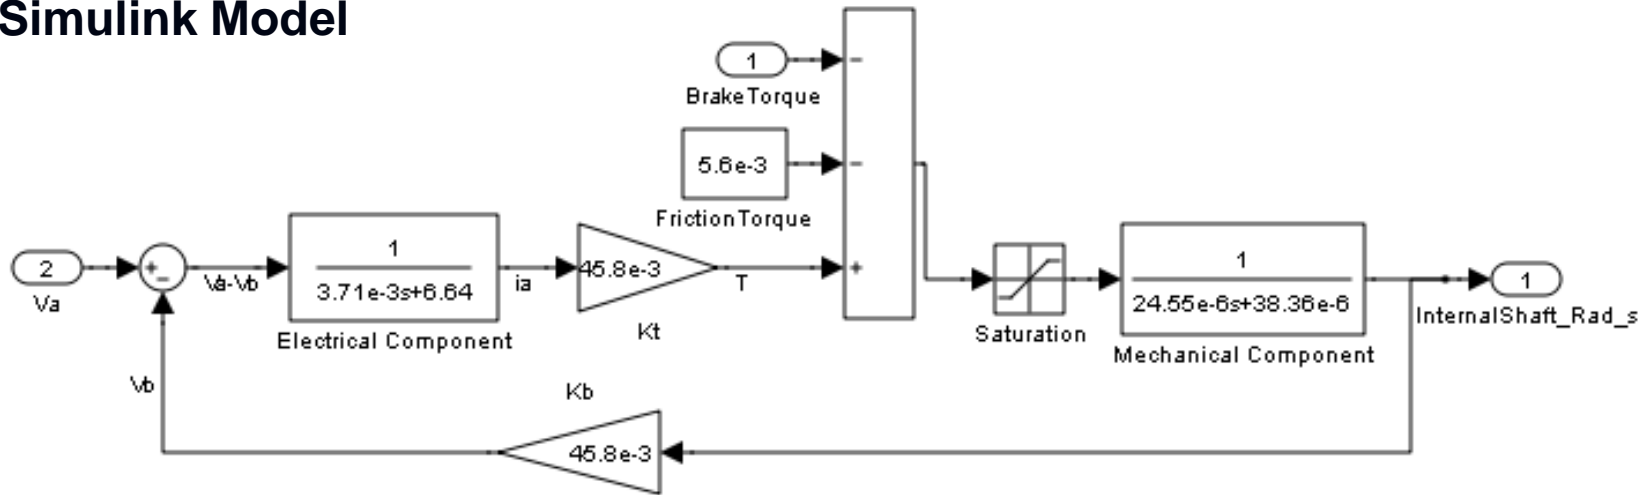 Simulink Model
1
BrakeTorque
−
5.6e-3
FrictionTorque
−
2
Va
+
−
Va-Vb
1
3.71e-3s+6.64
Electrical Component
ia
45.8e-3
Kt
T
+
Saturation
1
24.55e-6s+38.36e-6
Mechanical Component
1
InternalShaft_Rad_s
Vb
Kb
45.8e-3